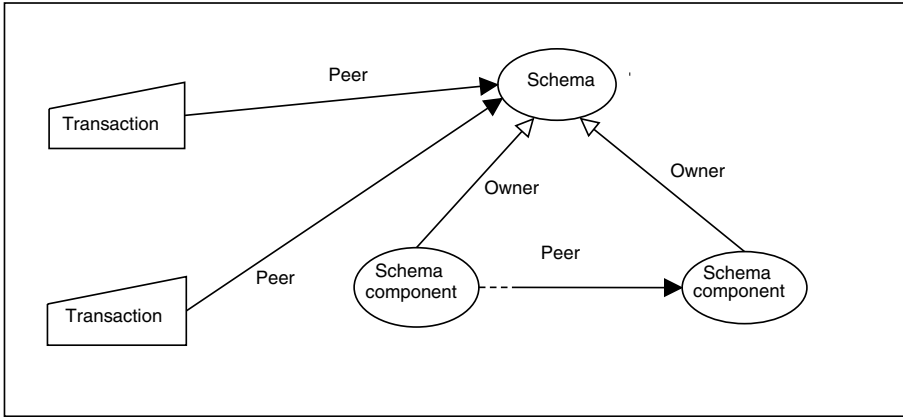 Peer
Schema
Transaction
Owner
Owner
Peer
Peer
Schema
component
Schema
component
Transaction